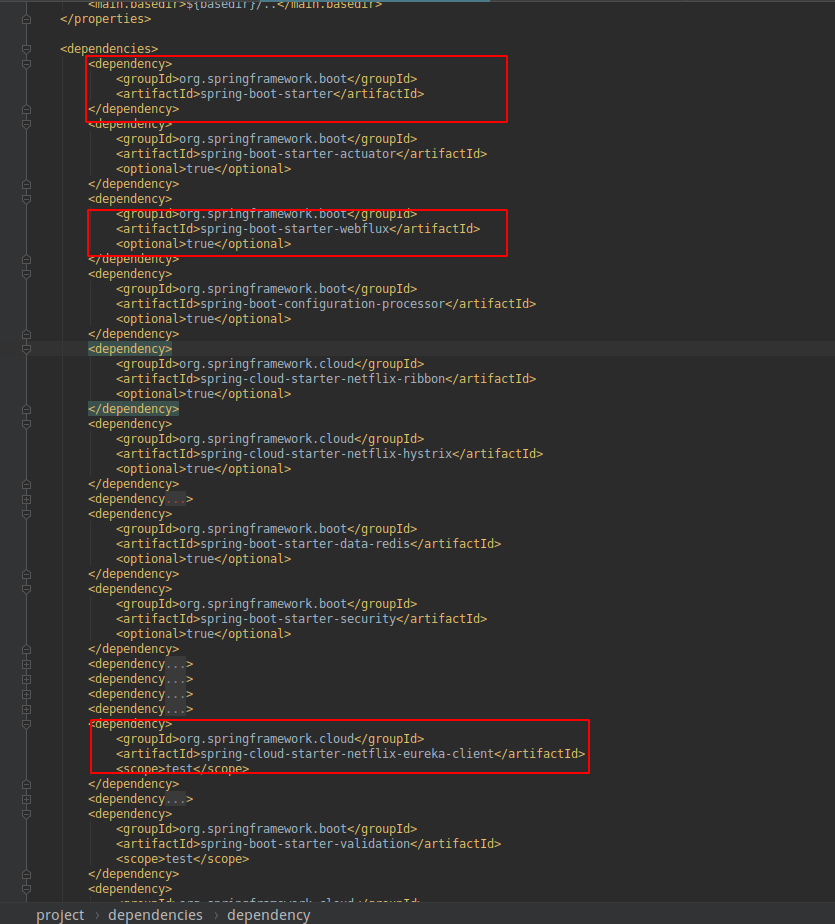 <main.basedir>${basedir}/..</main.basedir>
</properties>
<dependencies>
<dependency>
<groupId>org.springframework.boot</groupId>
<artifactId>spring-boot-starter</artifactId>
</dependency>
<dependency>
<groupId>org.springframework.boot</groupId>
<artifactId>spring-boot-starter-actuator</artifactId>
<optional>true</optional>
</dependency>
<dependency>
<groupId>org.springframework.boot</groupId>
<artifactId>spring-boot-starter-webflux</artifactId>
<optional>true</optional>
</dependency>
<dependency>
<groupId>org.springframework.boot</groupId>
<artifactId>spring-boot-configuration-processor</artifactId>
<optional>true</optional>
</dependency>
<dependency>
<groupId>org.springframework.cloud</groupId>
<artifactId>spring-cloud-starter-netflix-ribbon</artifactId>
<optional>true</optional>
</dependency>
<dependency>
<groupId>org.springframework.cloud</groupId>
<artifactId>spring-cloud-starter-netflix-hystrix</artifactId>
<optional>true</optional>
</dependency>
<dependency...>
<dependency>
<groupId>org.springframework.boot</groupId>
<artifactId>spring-boot-starter-data-redis</artifactId>
<optional>true</optional>
</dependency>
<dependency>
<groupId>org.springframework.boot</groupId>
<artifactId>spring-boot-starter-security</artifactId>
<optional>true</optional>
</dependency>
<dependency...>
<dependency...>
<dependency...>
<dependency...>
<dependency>
<groupId>org.springframework.cloud</groupId>
<artifactId>spring-cloud-starter-netflix-eureka-client</artifactId>
<scope>test</scope>
</dependency>
<dependency...>
<dependency>
<groupId>org.springframework.boot</groupId>
<artifactId>spring-boot-starter-validation</artifactId>
<scope>test</scope>
</dependency>
<dependency>
<groupId>org.springframework.cloud</groupId>
project › dependencies › dependency